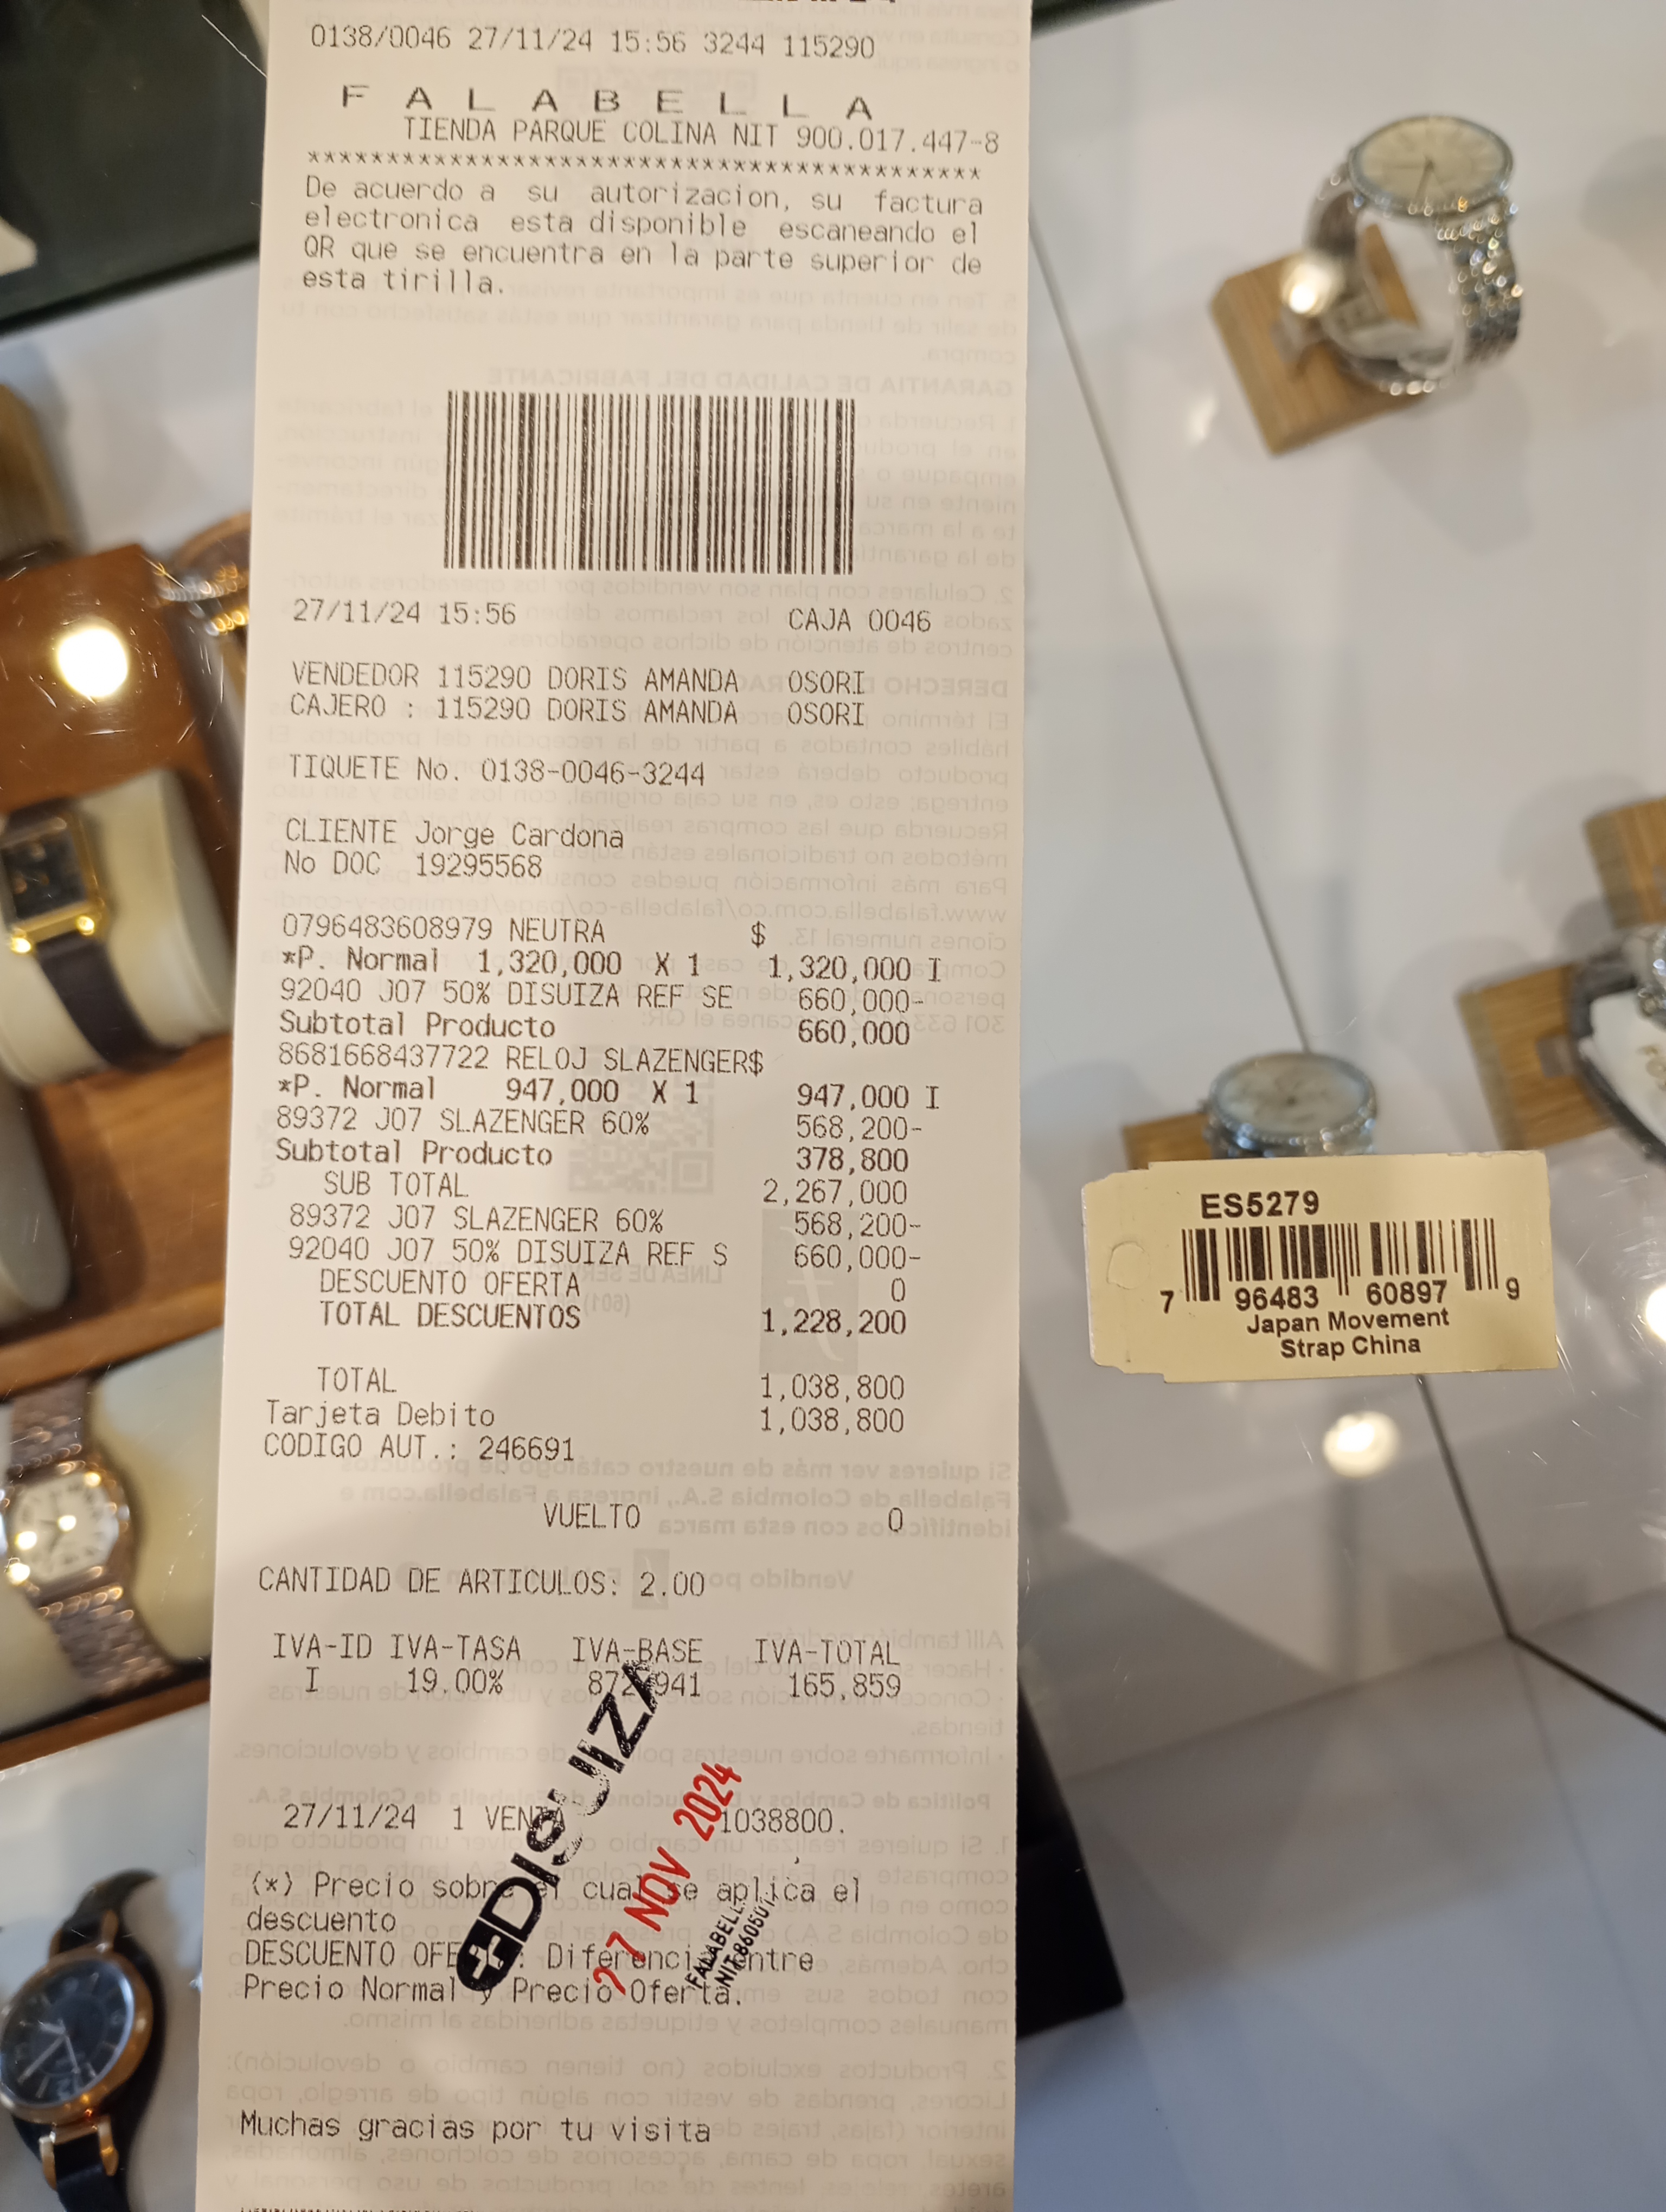 0138/0046 27/11/24 15:56 3244 115290
F A L A B E L L A
TIENDA PARQUE COLINA NIT 900.017.447-8
*******************************************
De acuerdo a su autorizacion, su factura
electronica esta disponible escaneando el
QR que se encuentra en la parte superior de
esta tirilla.
27/11/24 15:56 CAJA 0046
VENDEDOR 115290 DORIS AMANDA OSORI
CAJERO : 115290 DORIS AMANDA OSORI
TIQUETE No. 0138-0046-3244
CLIENTE Jorge Cardona
No DOC 19295568
0796483608979 NEUTRA $
*P. Normal 1,320,000 X 1 1,320,000 I
92040 J07 50% DISUIZA REF SE 660,000-
Subtotal Producto 660,000
8681668437722 RELOJ SLAZENGER$
*P. Normal 947,000 X 1 947,000 I
89372 J07 SLAZENGER 60% 568,200-
Subtotal Producto 378,800
SUB TOTAL 2,267,000
89372 J07 SLAZENGER 60% 568,200-
92040 J07 50% DISUIZA REF S 660,000-
DESCUENTO OFERTA 0
TOTAL DESCUENTOS 1,228,200
TOTAL 1,038,800
Tarjeta Debito 1,038,800
CODIGO AUT.: 246691
VUELTO 0
CANTIDAD DE ARTICULOS: 2.00
IVA-ID IVA-TASA IVA-BASE IVA-TOTAL
I 19.00% 165,859
27/11/24 1 VENTA 1038800.
(*) Precio sobre el cual se aplica el
descuento
DESCUENTO Diferencia entre
Precio Normal y Precio Oferta.
DISUIZA
27 NOV 2024
Muchas gracias por tu visita
ES5279
7 96483 60897 9
Japan Movement
Strap China